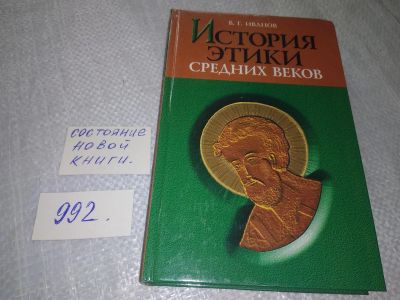 В. Г. ИВАНОВ
ИСТОРИЯ
ЭТИКИ
СРЕДНИХ ВЕКОВ
состояние
новой
книги.
992.